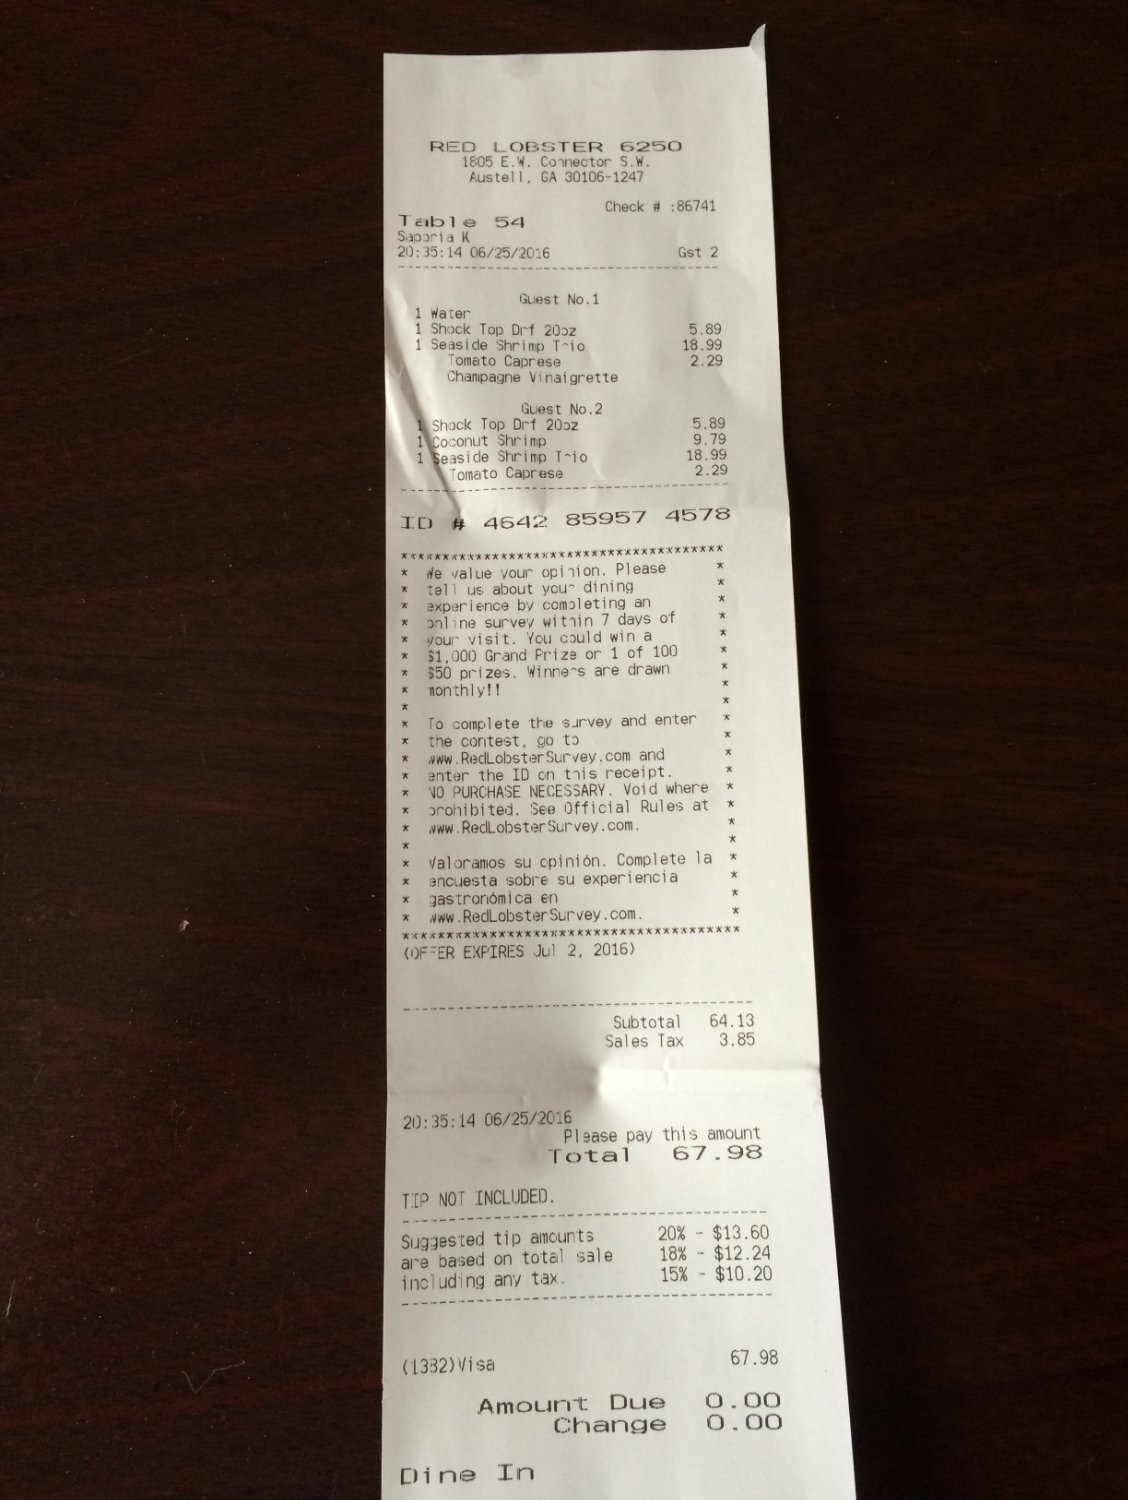 RED LOBSTER 6250
1805 E.W. Connector S.W.
Austell, GA 30106-1247
Check # :86741
Table 54
Saporia K
20:35:14 06/25/2016 Gst 2
Guest No.1
1 Water
1 Shock Top Drf 20oz 5.89
1 Seaside Shrimp Trio 18.99
Tomato Caprese 2.29
Champagne Vinaigrette
Guest No.2
1 Shock Top Drf 20oz 5.89
1 Coconut Shrimp 9.79
1 Seaside Shrimp Trio 18.99
Tomato Caprese 2.29
ID # 4642 85957 4578
****************************************
* We value your opinion. Please *
* tell us about your dining *
* experience by completing an *
* online survey within 7 days of *
* your visit. You could win a *
* $1,000 Grand Prize or 1 of 100 *
* $50 prizes. Winners are drawn *
* monthly!! *
* *
* To complete the survey and enter *
* the contest, go to *
* www.RedLobsterSurvey.com and *
* enter the ID on this receipt. *
* NO PURCHASE NECESSARY. Void where *
* prohibited. See Official Rules at *
* www.RedLobsterSurvey.com. *
* *
* Valoramos su opinión. Complete la *
* encuesta sobre su experiencia *
* gastronómica en *
* www.RedLobsterSurvey.com. *
****************************************
(OFFER EXPIRES Jul 2, 2016)
Subtotal 64.13
Sales Tax 3.85
20:35:14 06/25/2016
Please pay this amount
Total 67.98
TIP NOT INCLUDED.
Suggested tip amounts 20% - $13.60
are based on total sale 18% - $12.24
including any tax. 15% - $10.20
(1332)Visa 67.98
Amount Due 0.00
Change 0.00
Dine In